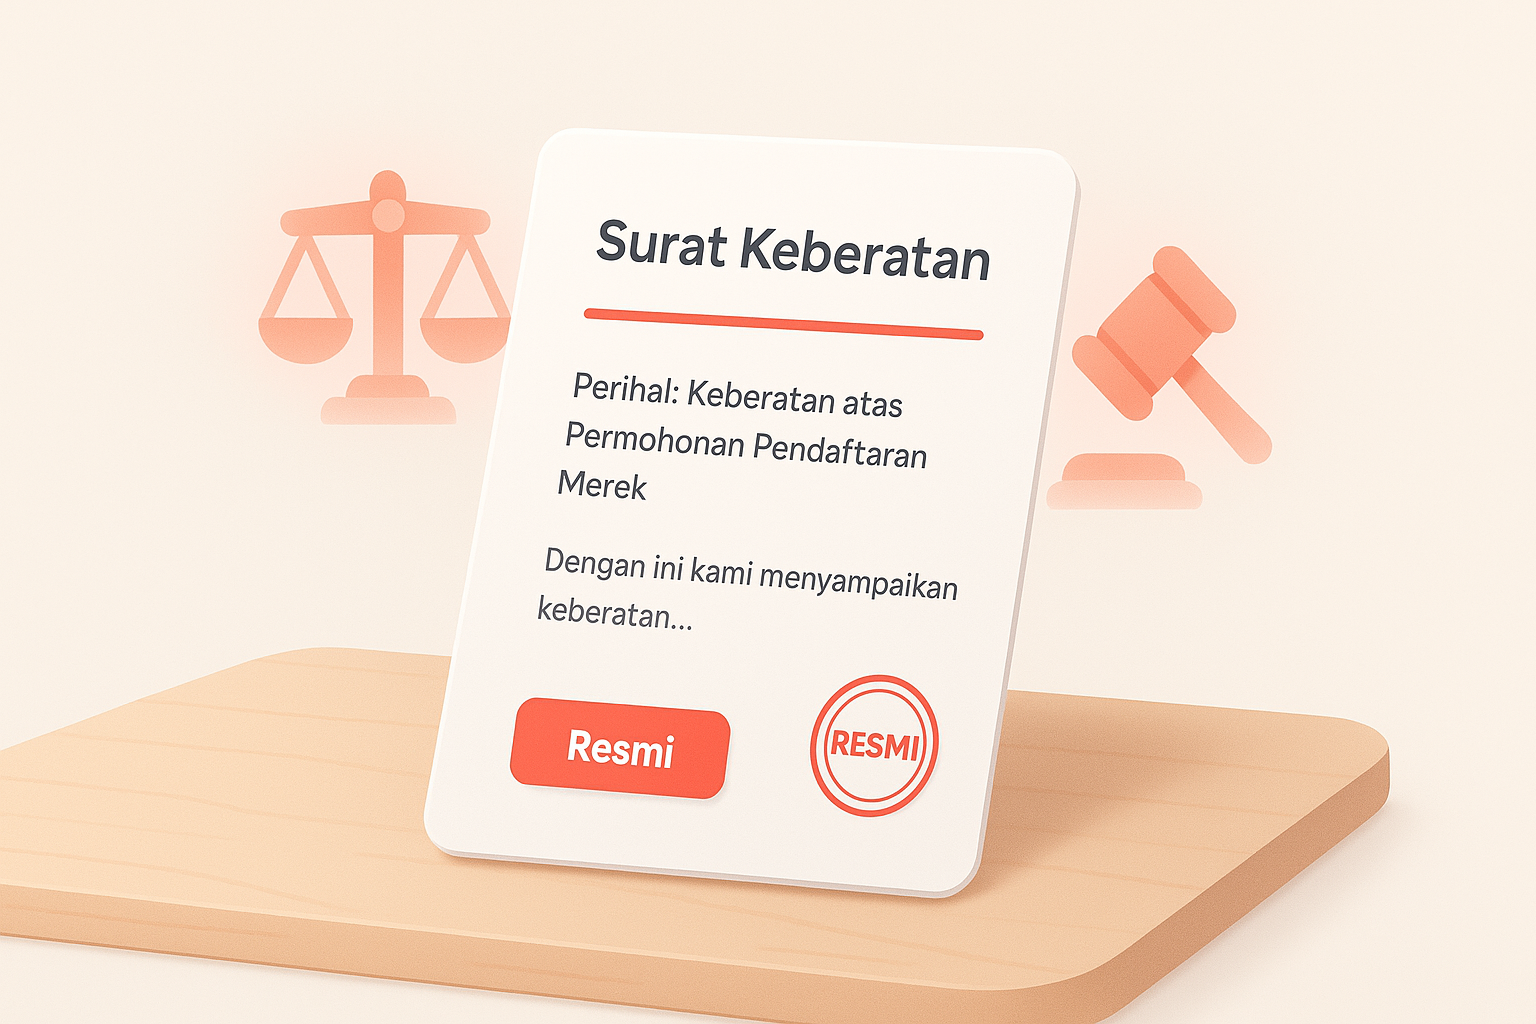 Surat Keberatan
Perihal: Keberatan atas
Permohonan Pendaftaran
Merek
Dengan ini kami menyampaikan
keberatan...
Resmi
RESMI